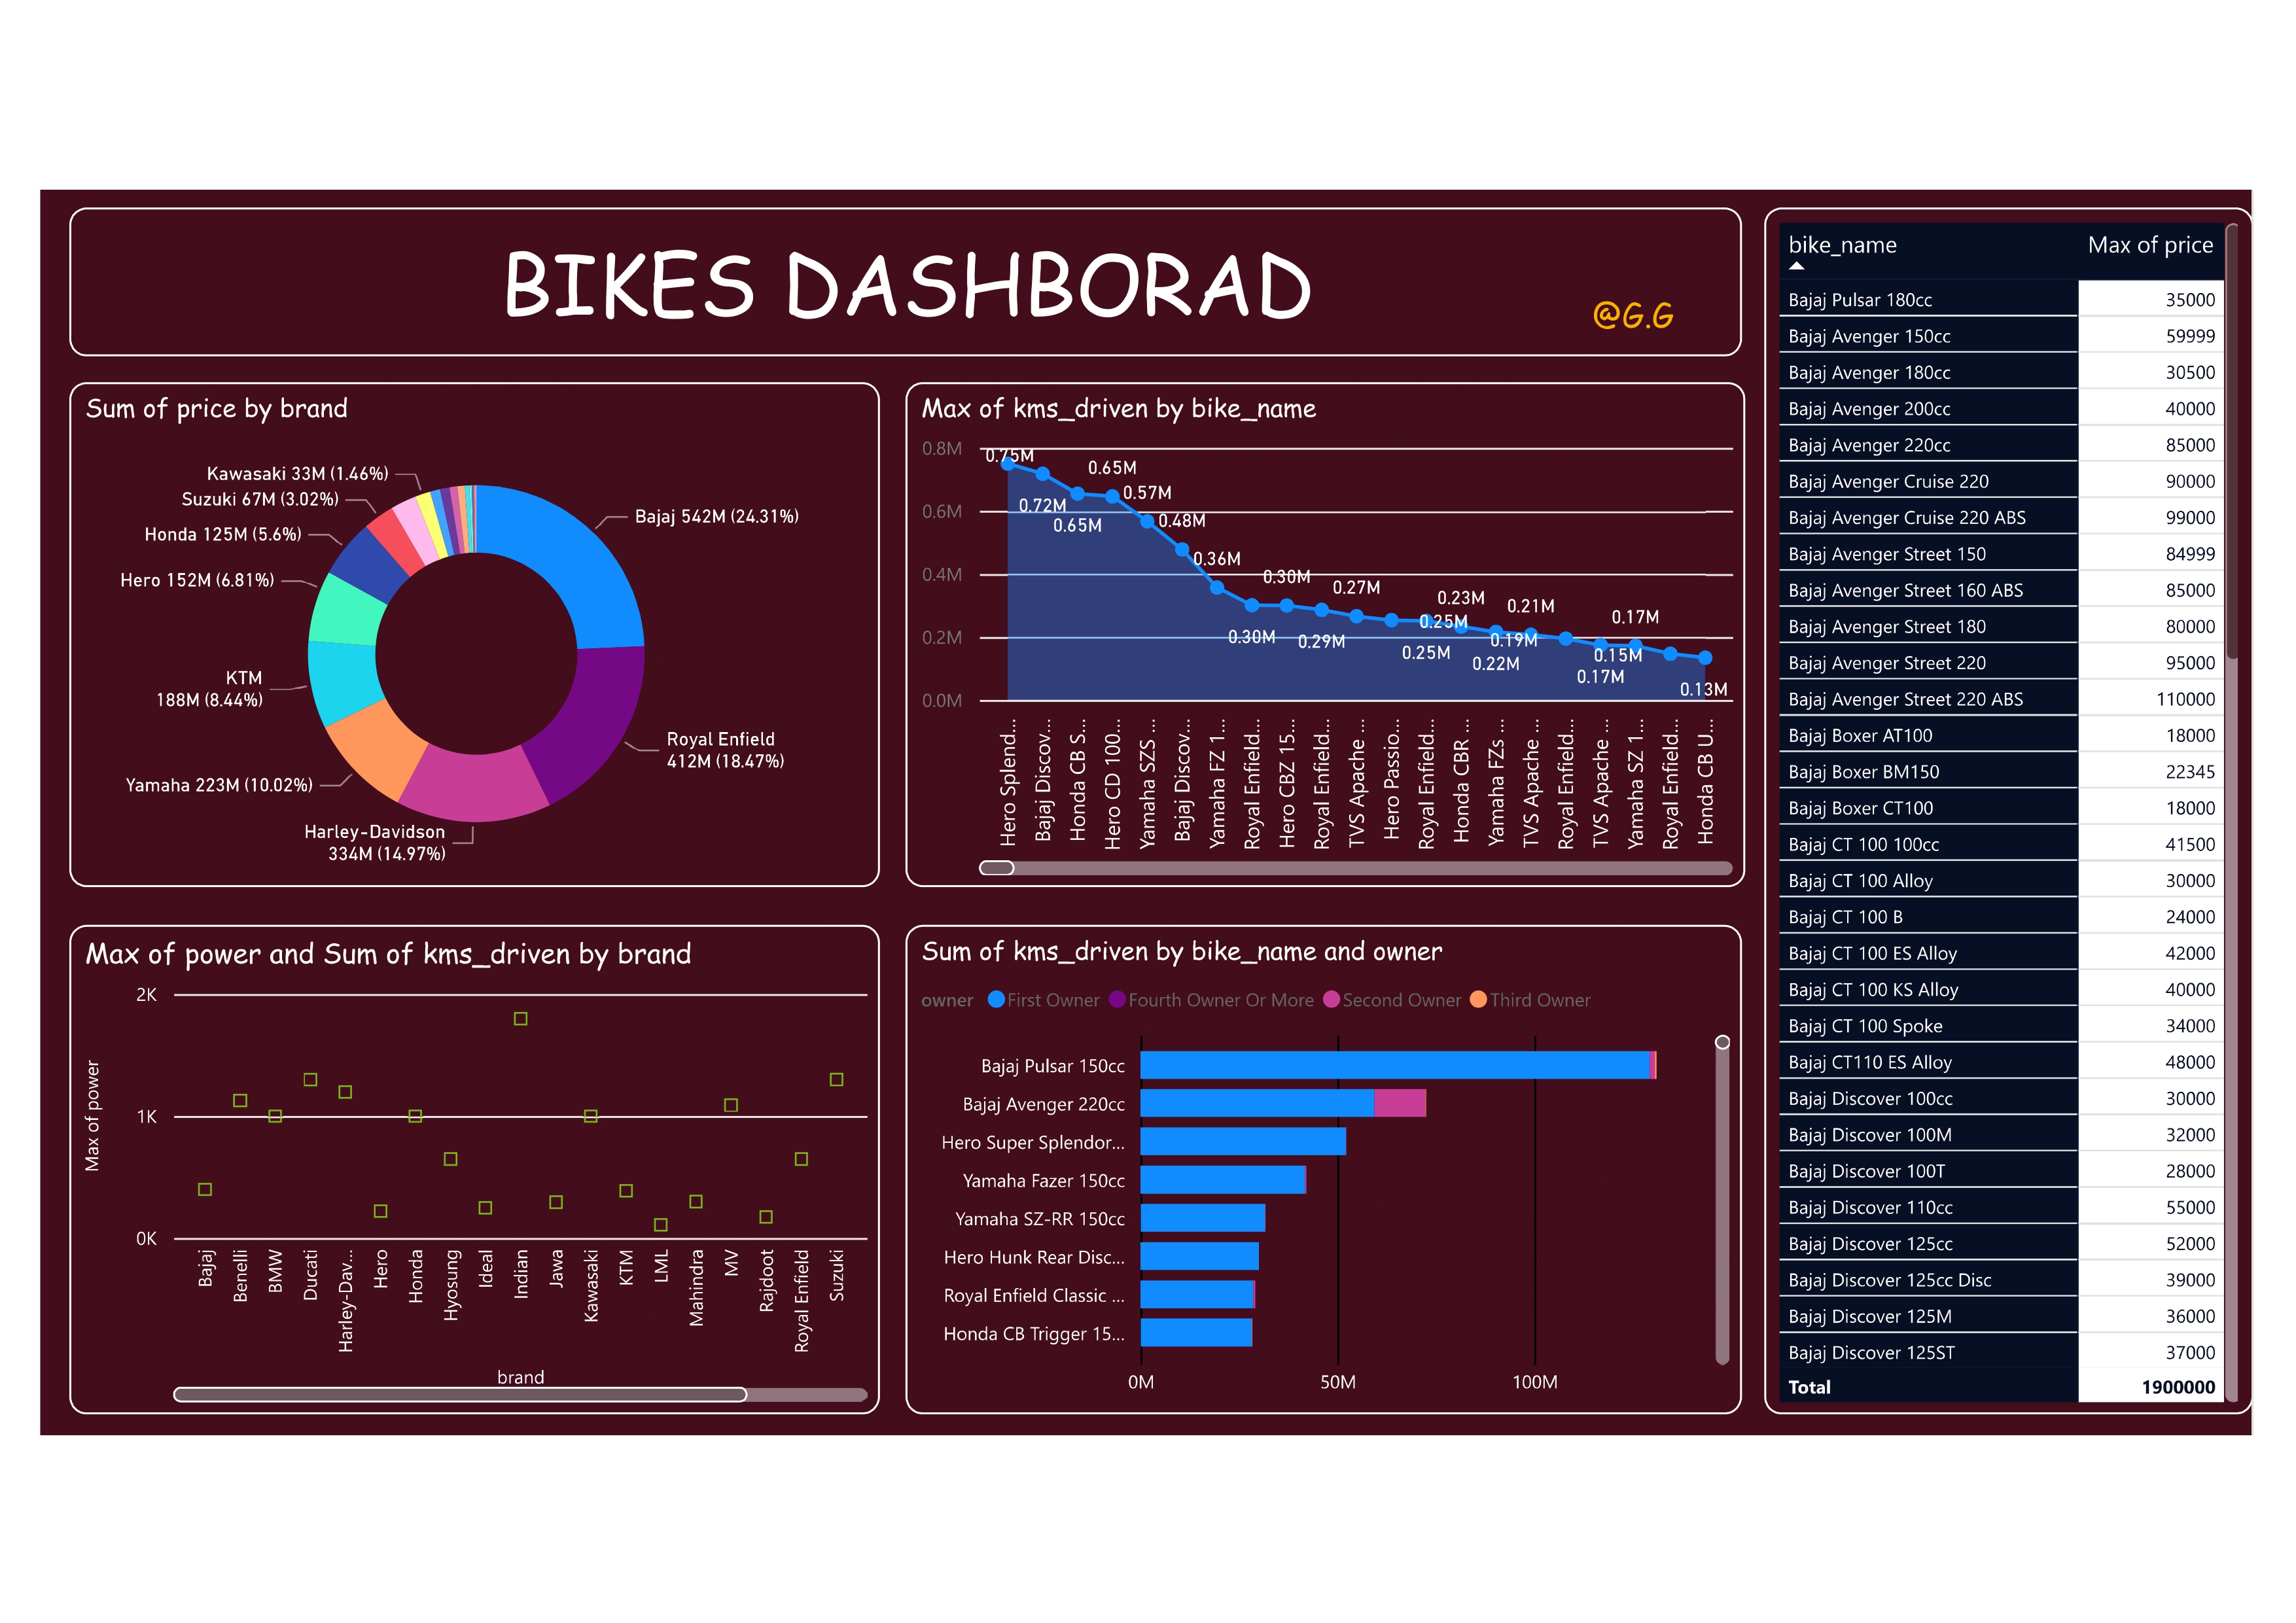 BIKES DASHBORAD
@G.G
Sum of price by brand
Kawasaki 33M (1.46%)
Suzuki 67M (3.02%)
Honda 125M (5.6%)
Hero 152M (6.81%)
KTM
188M (8.44%)
Yamaha 223M (10.02%)
Harley-Davidson
334M (14.97%)
Royal Enfield
412M (18.47%)
Bajaj 542M (24.31%)
Max of kms_driven by bike_name
0.8M
0.6M
0.4M
0.2M
0.0M
0.75M
0.72M
0.65M
0.65M
0.57M
0.48M
0.36M
0.30M
0.30M
0.29M
0.27M
0.25M
0.25M
0.23M
0.22M
0.21M
0.19M
0.17M
0.17M
0.15M
0.13M
Hero Splend...
Bajaj Discov...
Honda CB S...
Hero CD 100...
Yamaha SZS ...
Bajaj Discov...
Yamaha FZ 1...
Royal Enfield...
Hero CBZ 15...
Royal Enfield...
TVS Apache ...
Hero Passio...
Royal Enfield...
Honda CBR ...
Yamaha FZs ...
TVS Apache ...
Royal Enfield...
TVS Apache ...
Yamaha SZ 1...
Royal Enfield...
Honda CB U...
Max of power and Sum of kms_driven by brand
Max of power
2K
1K
0K
Bajaj
Benelli
BMW
Ducati
Harley-Dav...
Hero
Honda
Hyosung
Ideal
Indian
Jawa
Kawasaki
KTM
LML
Mahindra
MV
Rajdoot
Royal Enfield
Suzuki
brand
Sum of kms_driven by bike_name and owner
owner First Owner Fourth Owner Or More Second Owner Third Owner
Bajaj Pulsar 150cc
Bajaj Avenger 220cc
Hero Super Splendor...
Yamaha Fazer 150cc
Yamaha SZ-RR 150cc
Hero Hunk Rear Disc...
Royal Enfield Classic ...
Honda CB Trigger 15...
0M 50M 100M
bike_name Max of price
Bajaj Pulsar 180cc 35000
Bajaj Avenger 150cc 59999
Bajaj Avenger 180cc 30500
Bajaj Avenger 200cc 40000
Bajaj Avenger 220cc 85000
Bajaj Avenger Cruise 220 90000
Bajaj Avenger Cruise 220 ABS 99000
Bajaj Avenger Street 150 84999
Bajaj Avenger Street 160 ABS 85000
Bajaj Avenger Street 180 80000
Bajaj Avenger Street 220 95000
Bajaj Avenger Street 220 ABS 110000
Bajaj Boxer AT100 18000
Bajaj Boxer BM150 22345
Bajaj Boxer CT100 18000
Bajaj CT 100 100cc 41500
Bajaj CT 100 Alloy 30000
Bajaj CT 100 B 24000
Bajaj CT 100 ES Alloy 42000
Bajaj CT 100 KS Alloy 40000
Bajaj CT 100 Spoke 34000
Bajaj CT110 ES Alloy 48000
Bajaj Discover 100cc 30000
Bajaj Discover 100M 32000
Bajaj Discover 100T 28000
Bajaj Discover 110cc 55000
Bajaj Discover 125cc 52000
Bajaj Discover 125cc Disc 39000
Bajaj Discover 125M 36000
Bajaj Discover 125ST 37000
Total 1900000